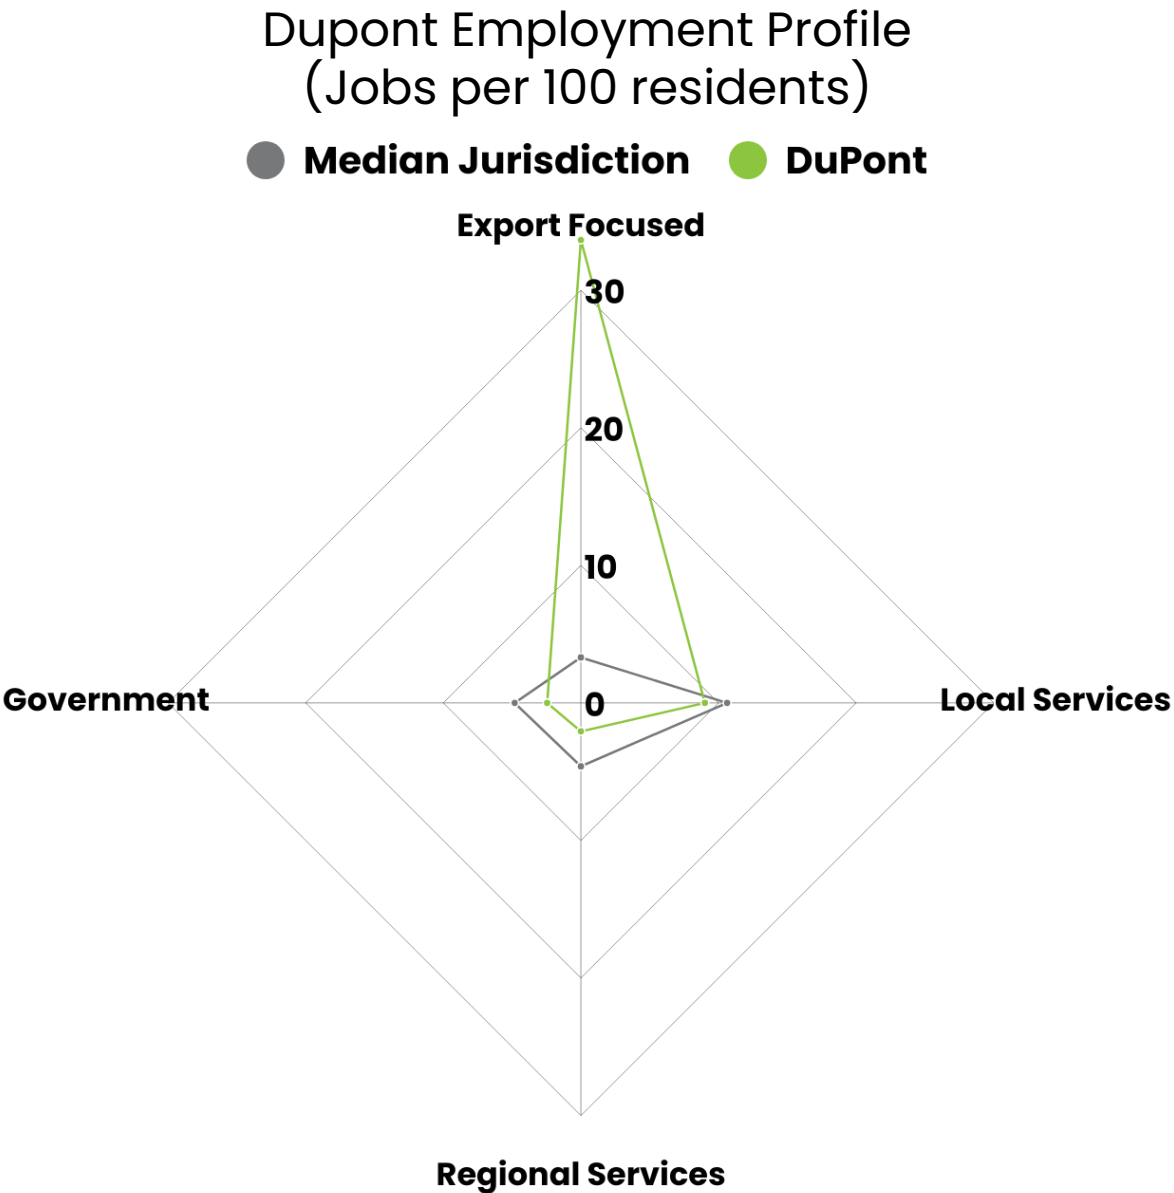 Dupont Employment Profile
(Jobs per 100 residents)
Median Jurisdiction DuPont
Export Focused
30
20
10
Government 0 Local Services
Regional Services